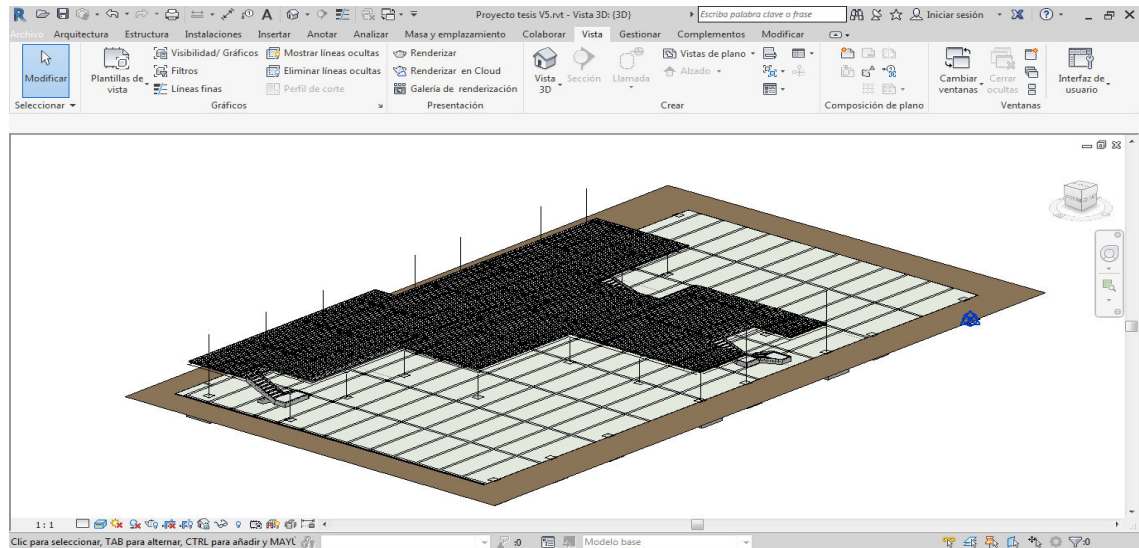 Proyecto tesis V5.rvt - Vista 3D: {3D}
Escriba palabra clave o frase
Iniciar sesión
Archivo Arquitectura Estructura Instalaciones Insertar Anotar Analizar Masa y emplazamiento Colaborar Vista Gestionar Complementos Modificar
Modificar
Seleccionar
Plantillas de vista
Visibilidad/ Gráficos
Filtros
Líneas finas
Mostrar líneas ocultas
Eliminar líneas ocultas
Perfil de corte
Gráficos
Renderizar
Renderizar en Cloud
Galería de renderización
Presentación
Vista 3D
Sección
Llamada
Vistas de plano
Alzado
Crear
Composición de plano
Cambiar ventanas
Cerrar ocultas
Ventanas
Interfaz de usuario
1 : 1
Clic para seleccionar, TAB para alternar, CTRL para añadir y MAYÚ
:0
Modelo base
:0